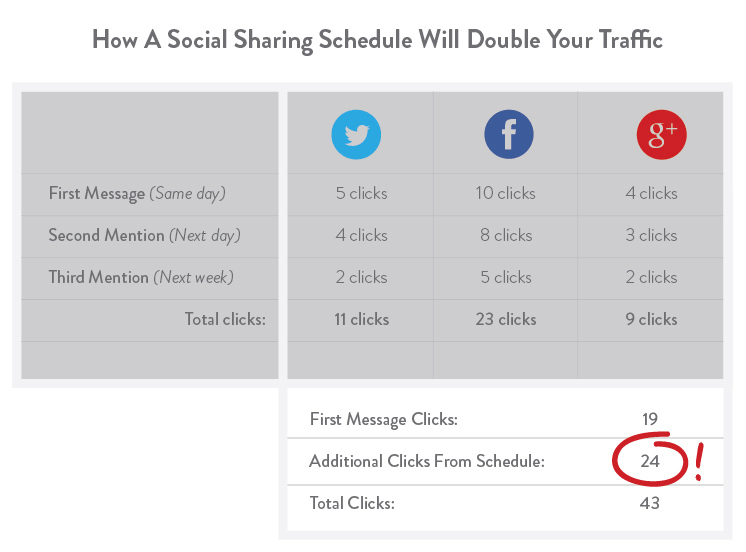 How A Social Sharing Schedule Will Double Your Traffic
f g+
First Message (Same day) 5 clicks 10 clicks 4 clicks
Second Mention (Next day) 4 clicks 8 clicks 3 clicks
Third Mention (Next week) 2 clicks 5 clicks 2 clicks
Total clicks: 11 clicks 23 clicks 9 clicks
First Message Clicks: 19
Additional Clicks From Schedule: 24 !
Total Clicks: 43